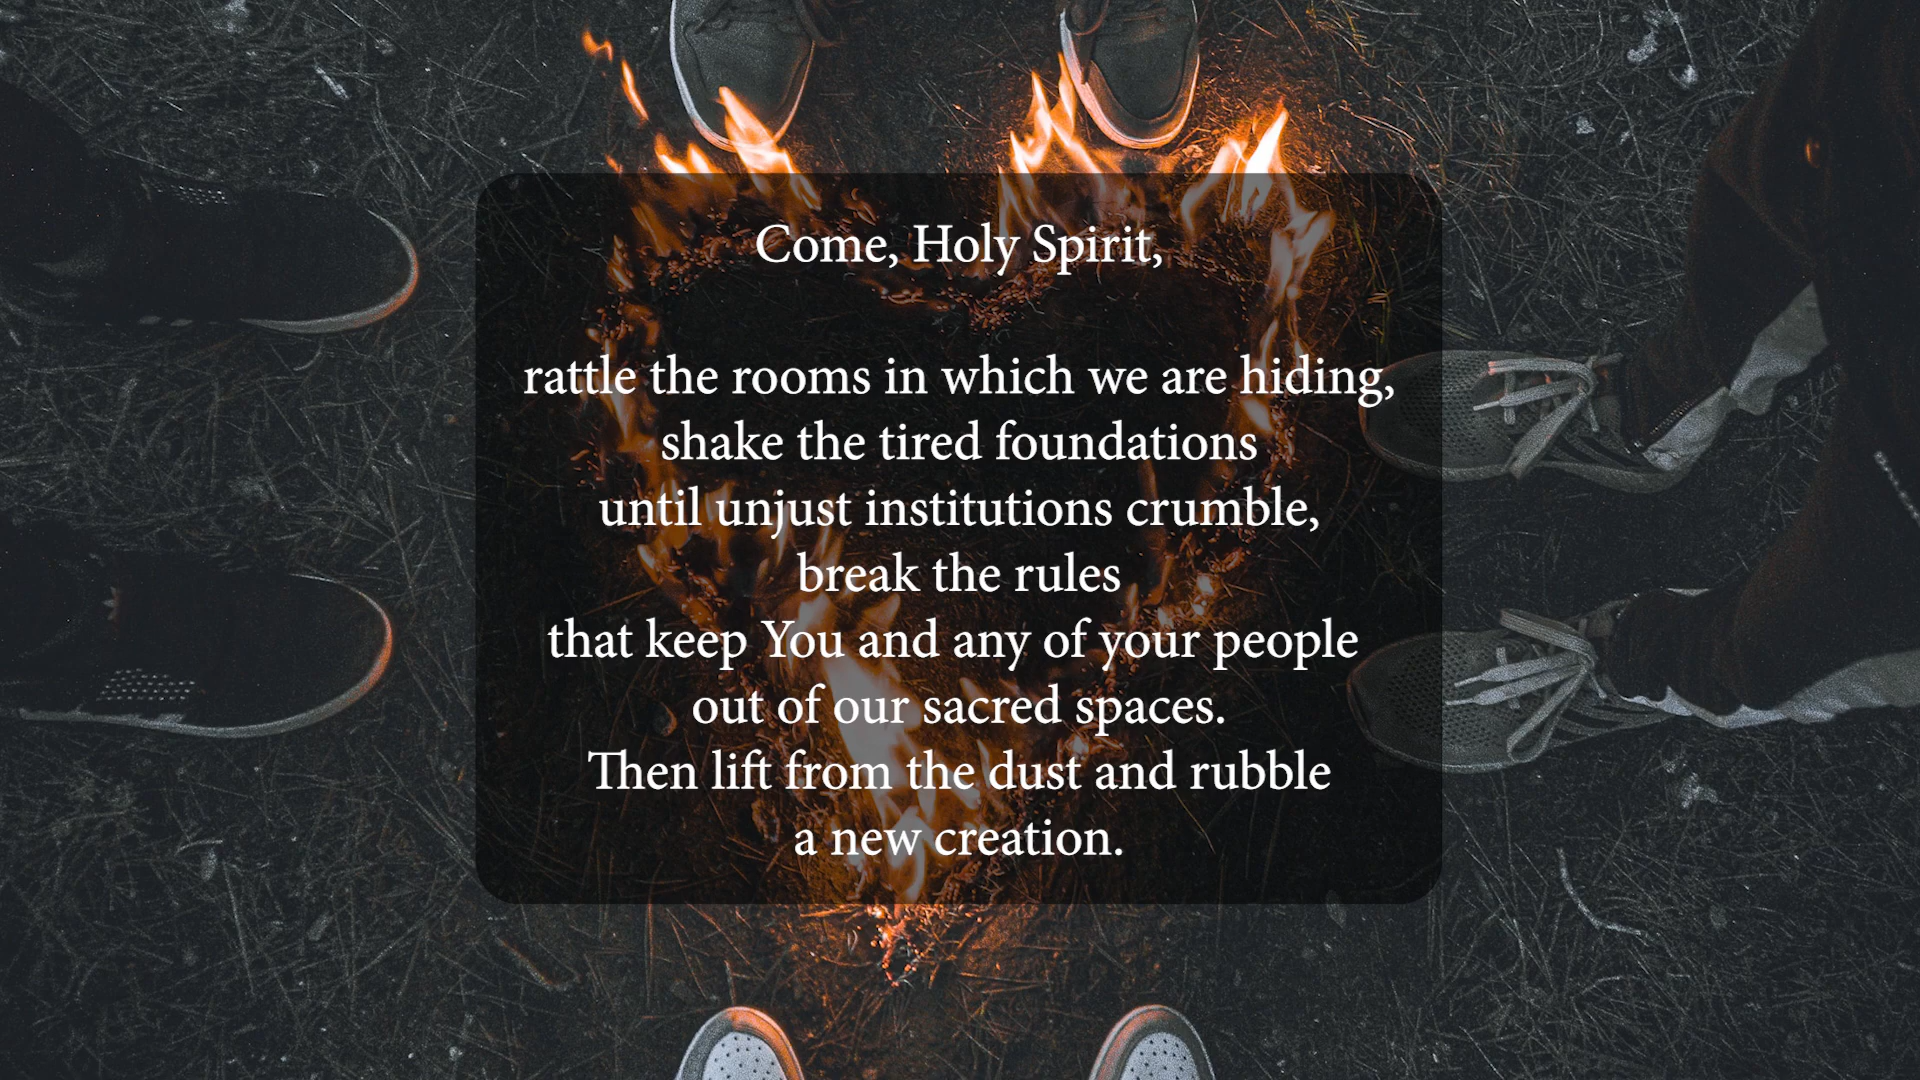 Come, Holy Spirit,
rattle the rooms in which we are hiding,
shake the tired foundations
until unjust institutions crumble,
break the rules
that keep You and any of your people
out of our sacred spaces.
Then lift from the dust and rubble
a new creation.